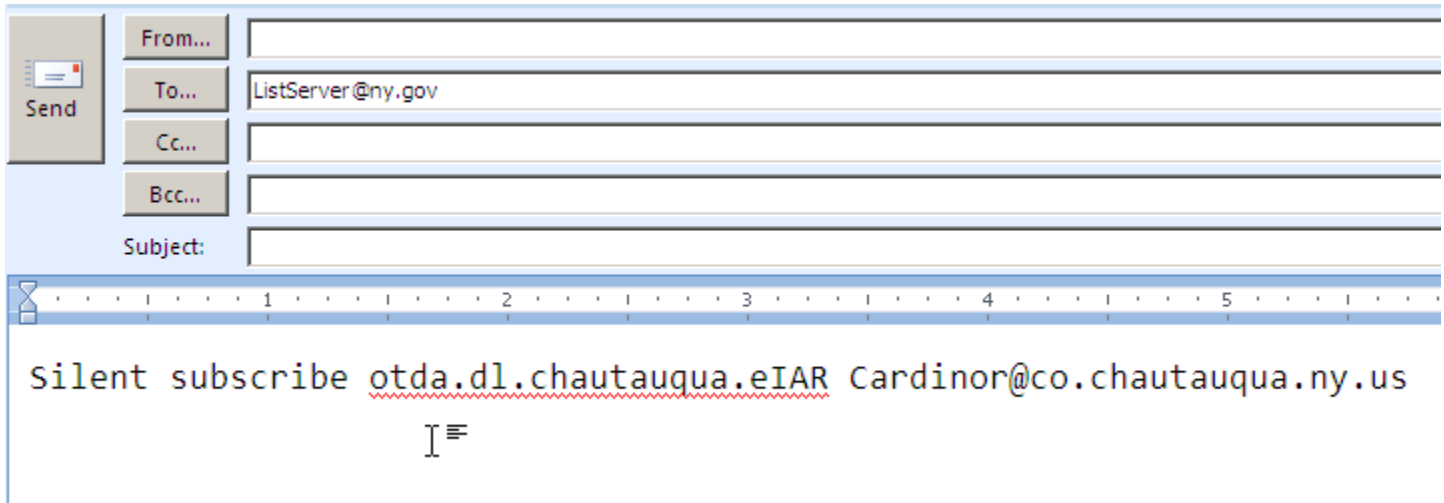 From...
Send
To... ListServer@ny.gov
Cc...
Bcc...
Subject:
1 2 3 4 5
Silent subscribe otda.dl.chautauqua.eIAR Cardinor@co.chautauqua.ny.us